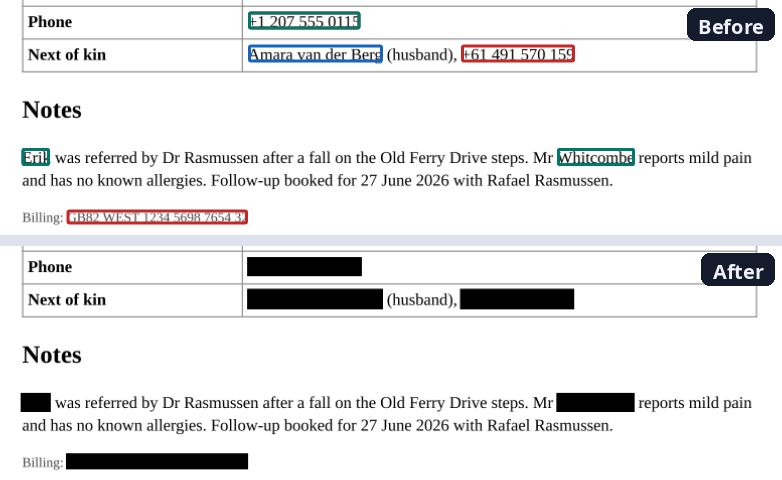 Before
Phone +1 207 555 0115
Next of kin Amara van der Berg (husband), +61 491 570 159
Notes
Erik was referred by Dr Rasmussen after a fall on the Old Ferry Drive steps. Mr Whitcombe reports mild pain
and has no known allergies. Follow-up booked for 27 June 2026 with Rafael Rasmussen.
Billing: GB82 WEST 1234 5698 7654 32
After
Phone
Next of kin (husband),
Notes
was referred by Dr Rasmussen after a fall on the Old Ferry Drive steps. Mr reports mild pain
and has no known allergies. Follow-up booked for 27 June 2026 with Rafael Rasmussen.
Billing: